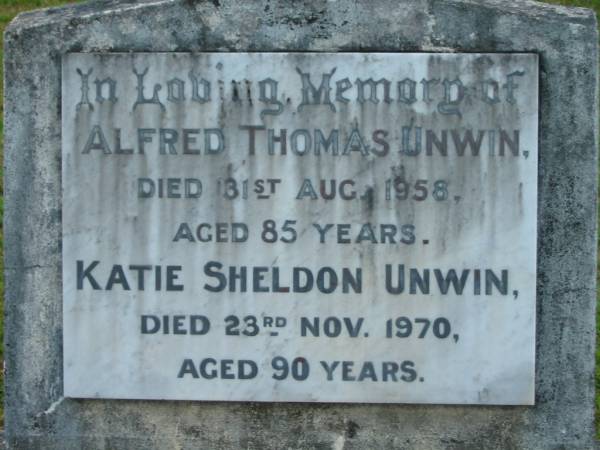 In Loving Memory of
ALFRED THOMAS UNWIN,
DIED 31ST AUG. 1958,
AGED 85 YEARS.
KATIE SHELDON UNWIN,
DIED 23RD NOV. 1970,
AGED 90 YEARS.